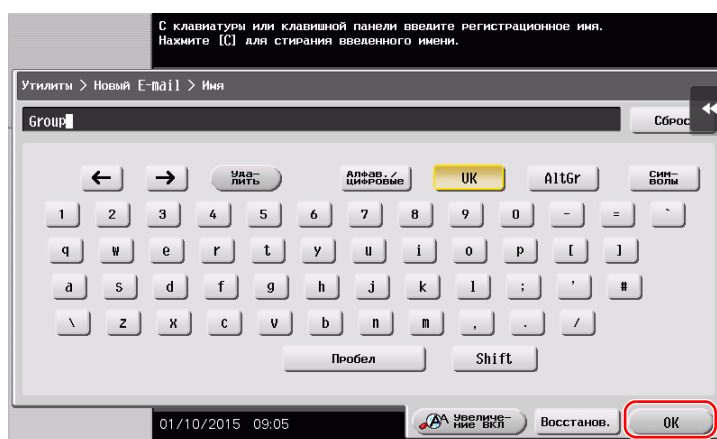 С клавиатуры или клавишной панели введите регистрационное имя.
Нажмите [C] для стирания введенного имени.
Утилиты > Новый E-mail > Имя
Group
Сброс
← → Уда-
лить
Алфав./
цифровые
UK AltGr Сим-
волы
1 2 3 4 5 6 7 8 9 0 - = `
q w e r t y u i o p [ ]
a s d f g h j k l ; ' #
\ z x c v b n m , . /
Пробел Shift
01/10/2015 09:05
Увеличе-
ние ВКЛ
Восстанов. OK